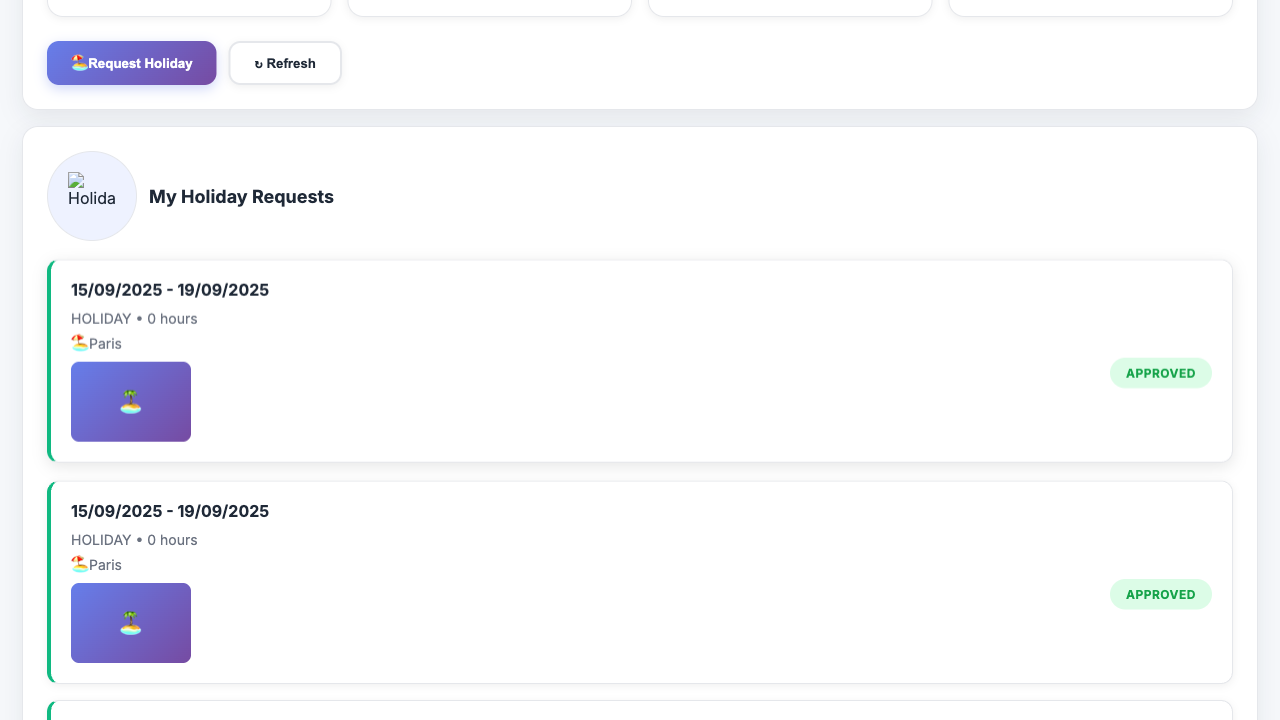 🏖️Request Holiday
↻ Refresh
Holida
My Holiday Requests
15/09/2025 - 19/09/2025
HOLIDAY • 0 hours
🏖️Paris
APPROVED
15/09/2025 - 19/09/2025
HOLIDAY • 0 hours
🏖️Paris
APPROVED